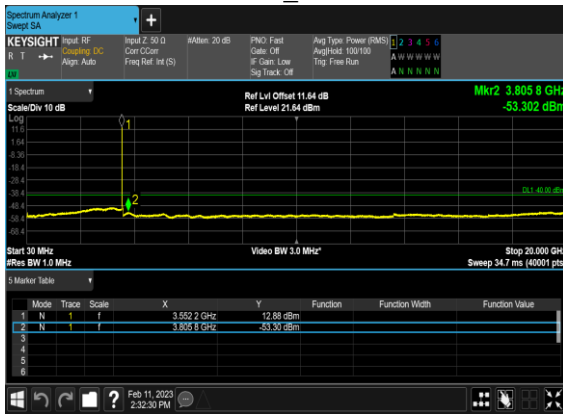 Spectrum Analyzer 1
Swept SA
KEYSIGHT
R T
Input: RF
Coupling: DC
Align: Auto
Input Z: 50 Ω
Corr CCorr
Freq Ref: Int (S)
#Atten: 20 dB
PNO: Fast
Gate: Off
IF Gain: Low
Sig Track: Off
Avg Type: Power (RMS)
Avg|Hold: 100/100
Trig: Free Run
1 2 3 4 5 6
A W W W W W
A N N N N N
1 Spectrum
Scale/Div 10 dB
Ref Lvl Offset 11.64 dB
Ref Level 21.64 dBm
Mkr2 3.805 8 GHz
-53.302 dBm
Log
11.6
1.64
-8.36
-18.4
-28.4
-38.4
-48.4
-58.4
-68.4
1
2
DL1 -40.00 dBm
Start 30 MHz
#Res BW 1.0 MHz
Video BW 3.0 MHz*
Stop 20.000 GHz
Sweep 34.7 ms (40001 pts)
5 Marker Table
Mode Trace Scale X Y Function Function Width Function Value
1 N 1 f 3.552 2 GHz 12.88 dBm
2 N 1 f 3.805 8 GHz -53.30 dBm
3
4
5
6
?
Feb 11, 2023
2:32:30 PM